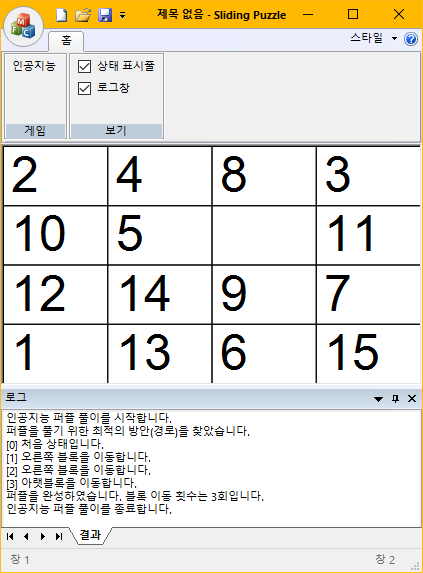 제목 없음 - Sliding Puzzle
홈
스타일
인공지능
상태 표시줄
로그창
게임
보기
2 4 8 3
10 5 11
12 14 9 7
1 13 6 15
로그
인공지능 퍼즐 풀이를 시작합니다.
퍼즐을 풀기 위한 최적의 방안(경로)을 찾았습니다.
[0] 처음 상태입니다.
[1] 오른쪽 블록을 이동합니다.
[2] 오른쪽 블록을 이동합니다.
[3] 아랫블록을 이동합니다.
퍼즐을 완성하였습니다. 블록 이동 횟수는 3회입니다.
인공지능 퍼즐 풀이를 종료합니다.
결과
창 1
창 2